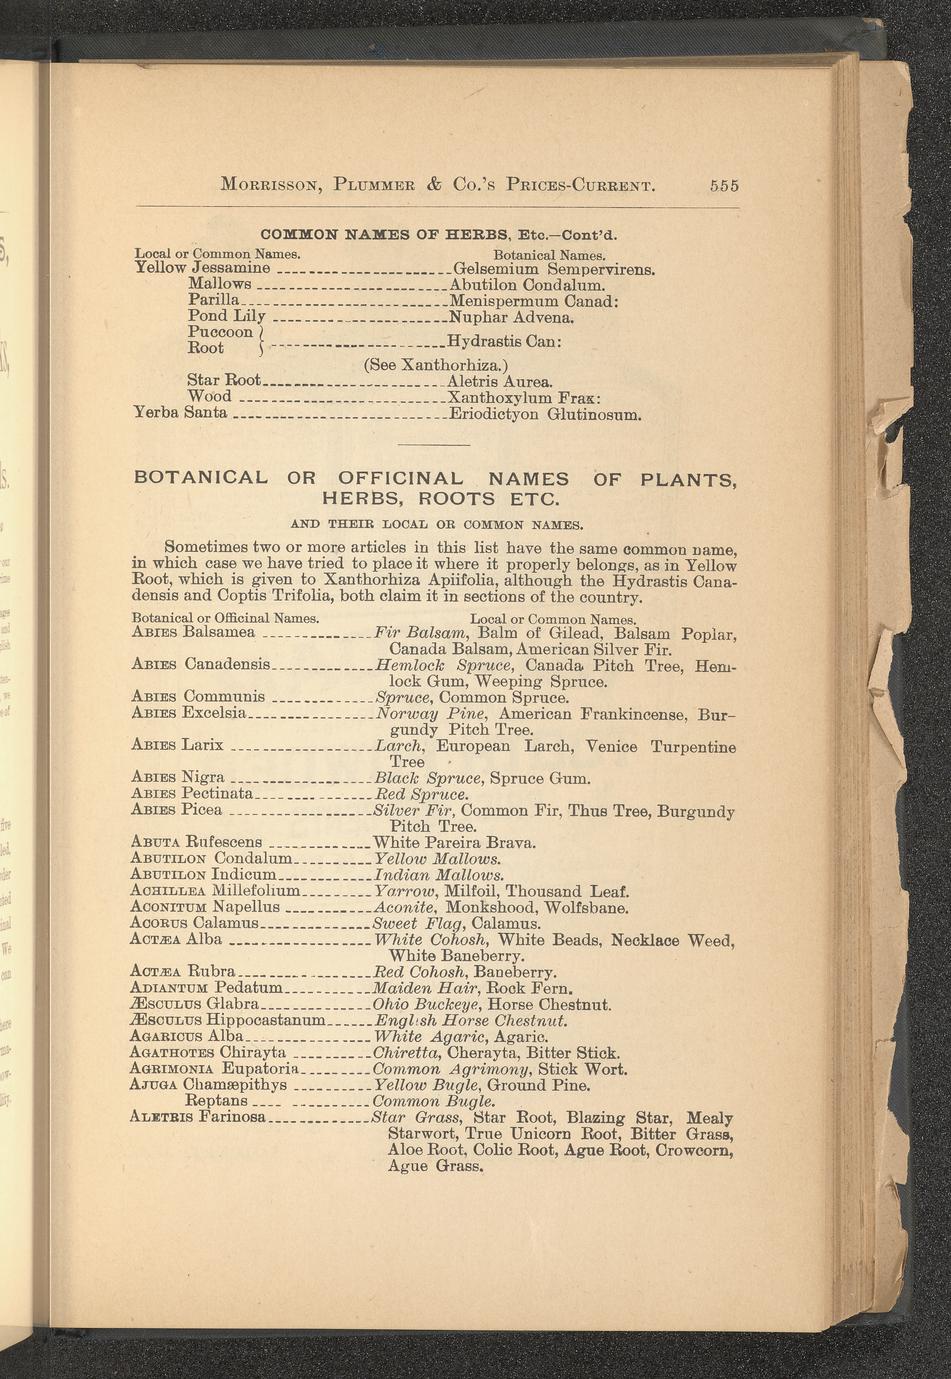 Morrisson, Plummer & Co.'s Prices-Current. 555
COMMON NAMES OF HERBS, Etc.—Cont'd.
Local or Common Names. Botanical Names.
Yellow Jessamine ---------------------- Gelsemium Sempervirens.
Mallows ------------------------ Abutilon Condalum.
Parilla-------------------------- Menispermum Canad:
Pond Lily ---------------------- Nuphar Advena.
Puccoon }
Root } ---------------------- Hydrastis Can:
(See Xanthorhiza.)
Star Root----------------------- Aletris Aurea.
Wood -------------------------- Xanthoxylum Frax:
Yerba Santa --------------------------- Eriodictyon Glutinosum.
BOTANICAL OR OFFICINAL NAMES OF PLANTS,
HERBS, ROOTS ETC.
AND THEIR LOCAL OR COMMON NAMES.
Sometimes two or more articles in this list have the same common name,
in which case we have tried to place it where it properly belongs, as in Yellow
Root, which is given to Xanthorhiza Apiifolia, although the Hydrastis Cana-
densis and Coptis Trifolia, both claim it in sections of the country.
Botanical or Officinal Names. Local or Common Names.
Abies Balsamea -------------- Fir Balsam, Balm of Gilead, Balsam Poplar,
Canada Balsam, American Silver Fir.
Abies Canadensis------------- Hemlock Spruce, Canada Pitch Tree, Hem-
lock Gum, Weeping Spruce.
Abies Communis ------------- Spruce, Common Spruce.
Abies Excelsia---------------- Norway Pine, American Frankincense, Bur-
gundy Pitch Tree.
Abies Larix ------------------ Larch, European Larch, Venice Turpentine
Tree
Abies Nigra ------------------ Black Spruce, Spruce Gum.
Abies Pectinata--------------- Red Spruce.
Abies Picea ------------------ Silver Fir, Common Fir, Thus Tree, Burgundy
Pitch Tree.
Abuta Rufescens ------------- White Pareira Brava.
Abutilon Condalum---------- Yellow Mallows.
Abutilon Indicum------------ Indian Mallows.
Achillea Millefolium--------- Yarrow, Milfoil, Thousand Leaf.
Aconitum Napellus ----------- Aconite, Monkshood, Wolfsbane.
Acorus Calamus-------------- Sweet Flag, Calamus.
Actæa Alba ------------------ White Cohosh, White Beads, Necklace Weed,
White Baneberry.
Actæa Rubra----------------- Red Cohosh, Baneberry.
Adiantum Pedatum----------- Maiden Hair, Rock Fern.
Æsculus Glabra-------------- Ohio Buckeye, Horse Chestnut.
Æsculus Hippocastanum------ English Horse Chestnut.
Agaricus Alba---------------- White Agaric, Agaric.
Agathotes Chirayta ---------- Chiretta, Cherayta, Bitter Stick.
Agrimonia Eupatoria--------- Common Agrimony, Stick Wort.
Ajuga Chamæpithys ---------- Yellow Bugle, Ground Pine.
Reptans ---- ---------- Common Bugle.
Aletris Farinosa------------- Star Grass, Star Root, Blazing Star, Mealy
Starwort, True Unicorn Root, Bitter Grass,
Aloe Root, Colic Root, Ague Root, Crowcorn,
Ague Grass.